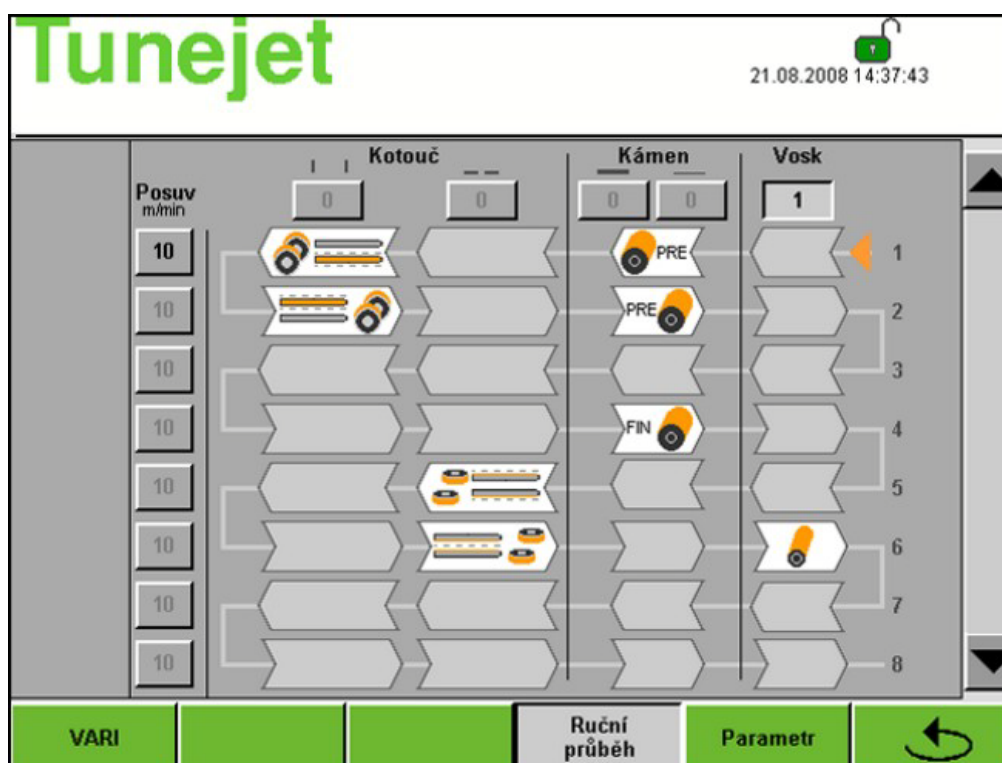 Tunejet
21.08.2008 14:37:43
Kotouč Kámen Vosk
Posuv
m/min
0 0 0 0 1
10 PRE 1
10 PRE 2
10 3
10 FIN 4
10 5
10 6
10 7
10 8
VARI
Ruční
průběh
Parametr